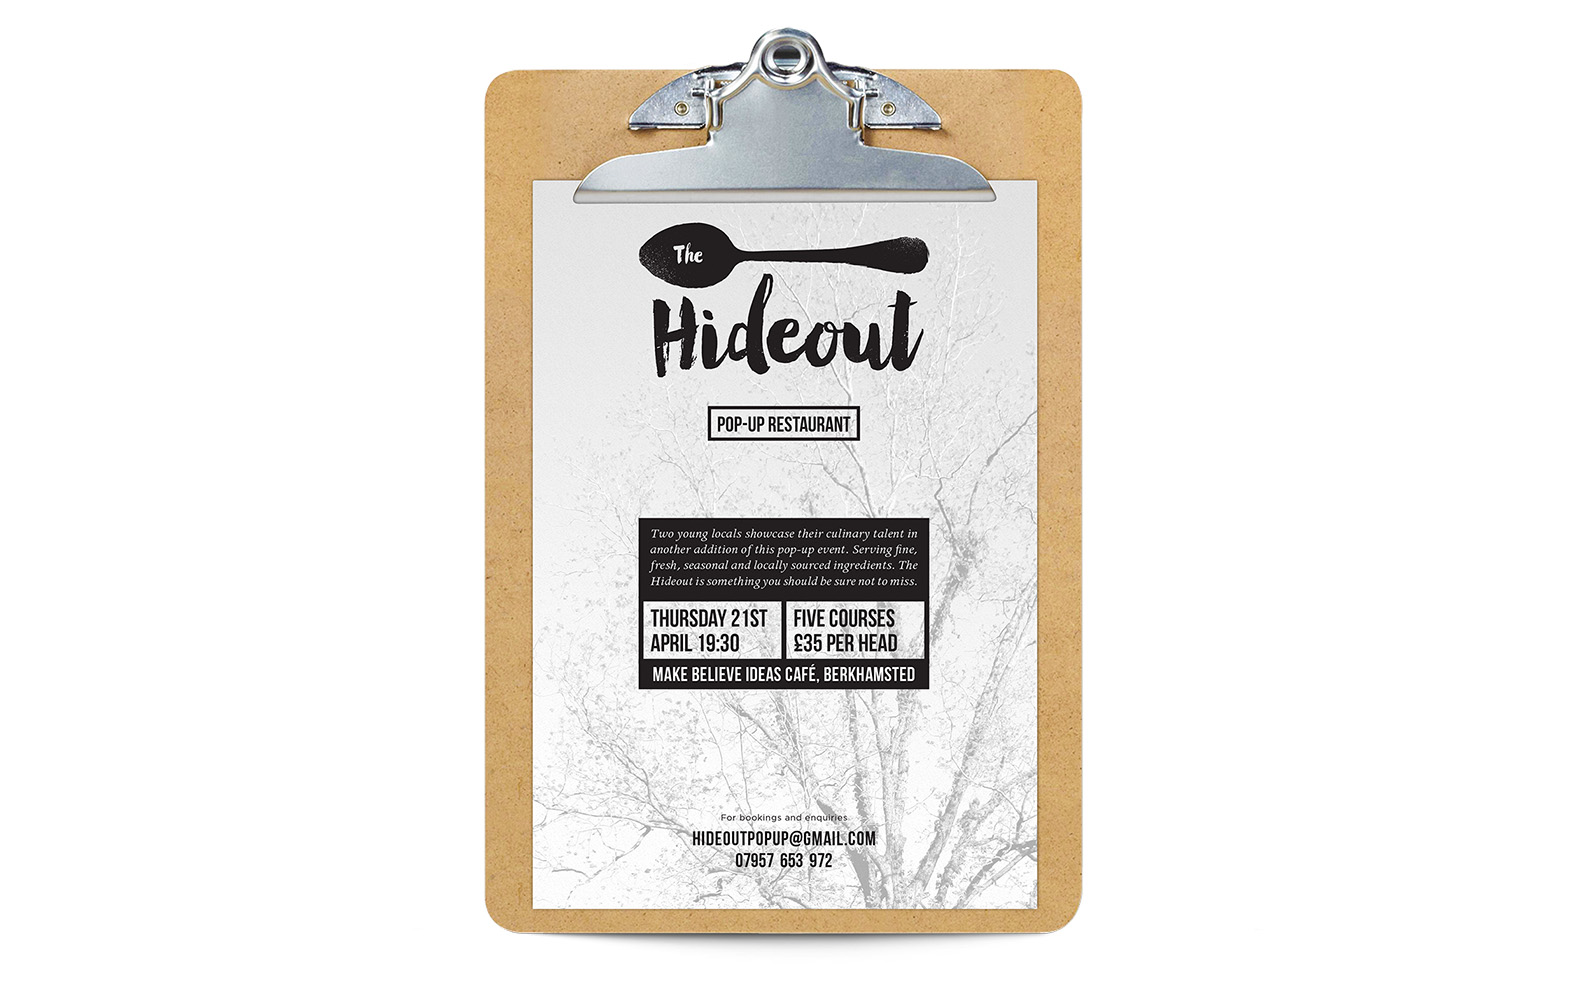 The
Hideout
POP-UP RESTAURANT
Two young locals showcase their culinary talent in
another addition of this pop-up event. Serving fine,
fresh, seasonal and locally sourced ingredients. The
Hideout is something you should be sure not to miss.
THURSDAY 21ST
APRIL 19:30
FIVE COURSES
£35 PER HEAD
MAKE BELIEVE IDEAS CAFÉ, BERKHAMSTED
For bookings and enquiries
HIDEOUTPOPUP@GMAIL.COM
07957 653 972